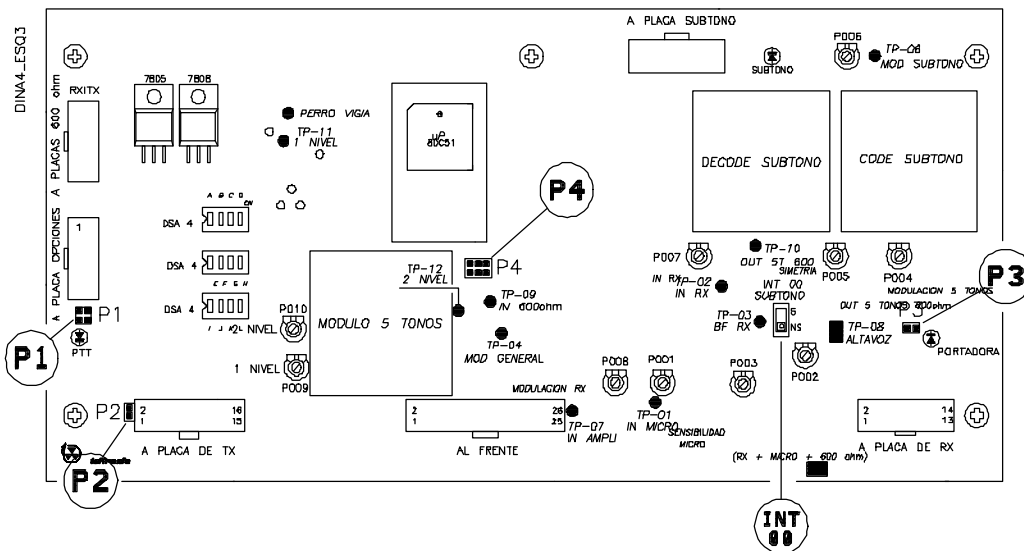 DINA4_ESQ3
A PLACAS 600 ohm
RXITX
7805
7808
PERRO VIGIA
TP-11
1 NIVEL
uP
80C51
A PLACA SUBTONO
SUBTONO
P006
TP-06
MOD SUBTONO
DECODE SUBTONO
CODE SUBTONO
P4
A B C D
ON
DSA 4
DSA 4
E F G H
DSA 4
I J K L
A PLACA OPCIONES
1
P1
P1
PTT
2 NIVEL
P010
1 NIVEL
P009
MODULO 5 TONOS
TP-12
2 NIVEL
P4
TP-09
IN 600ohm
TP-04
MOD GENERAL
P007
IN RX
TP-02
IN RX
TP-10
OUT 5T 600
SIMETRIA
P005
P004
MODULACION 5 TONOS
INT 00
SUBTONO
S
NS
OUT 5 TONOS 600ohm
P3
P3
TP-03
BF RX
TP-08
ALTAVOZ
PORTADORA
P002
P008
P001
P003
MODULACION RX
TP-01
IN MICRO
SENSIBILIDAD
MICRO
TP-07
IN AMPLI
P2
2 16
1 15
A PLACA DE TX
2 26
1 25
AL FRENTE
2 14
1 13
A PLACA DE RX
(RX + MICRO + 600 ohm)
P2
INT
00